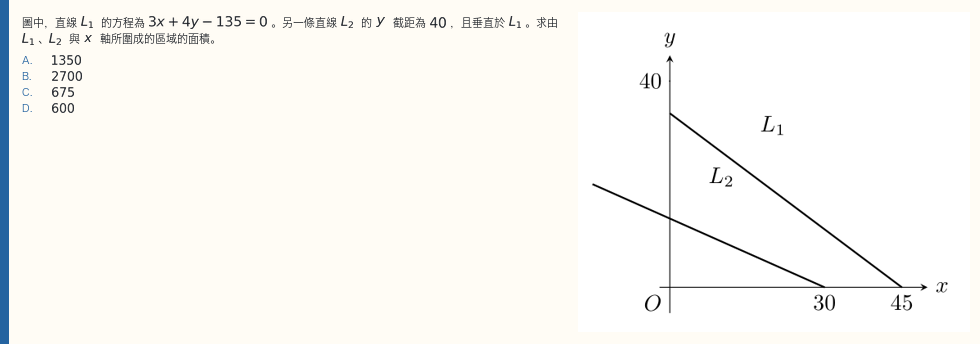 圖中，直線 L₁ 的方程為 3x + 4y − 135 = 0 。另一條直線 L₂ 的 y 截距為 40 ，且垂直於 L₁ 。求由
L₁ 、L₂ 與 x 軸所圍成的區域的面積。
A. 1350
B. 2700
C. 675
D. 600
y
40
L₁
L₂
O
30
45
x